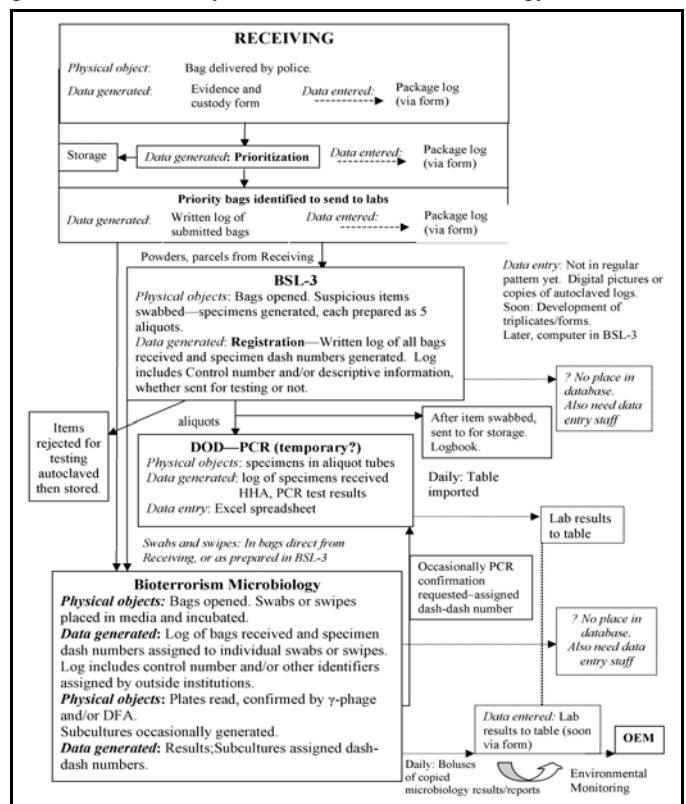 RECEIVING
Physical object: Bag delivered by police.
Data generated: Evidence and custody form
Data entered: Package log (via form)
Storage
Data generated: Prioritization
Data entered: Package log (via form)
Priority bags identified to send to labs
Data generated: Written log of submitted bags
Data entered: Package log (via form)
Powders, parcels from Receiving
BSL-3
Physical objects: Bags opened. Suspicious items
swabbed—specimens generated, each prepared as 5
aliquots.
Data generated: Registration—Written log of all bags
received and specimen dash numbers generated. Log
includes Control number and/or descriptive information,
whether sent for testing or not.
Data entry: Not in regular
pattern yet. Digital pictures or
copies of autoclaved logs.
Soon: Development of
triplicates/forms.
Later, computer in BSL-3
? No place in
database.
Also need data
entry staff
Items
rejected for
testing
autoclaved
then stored.
aliquots
After item swabbed,
sent to for storage.
Logbook.
DOD—PCR (temporary?)
Physical objects: specimens in aliquot tubes
Data generated: log of specimens received
HHA, PCR test results
Data entry: Excel spreadsheet
Daily: Table
imported
Lab results
to table
Swabs and swipes: In bags direct from
Receiving, or as prepared in BSL-3
Occasionally PCR
confirmation
requested–assigned
dash-dash number
Bioterrorism Microbiology
Physical objects: Bags opened. Swabs or swipes
placed in media and incubated.
Data generated: Log of bags received and specimen
dash numbers assigned to individual swabs or swipes.
Log includes control number and/or other identifiers
assigned by outside institutions.
Physical objects: Plates read, confirmed by γ-phage
and/or DFA.
Subcultures occasionally generated.
Data generated: Results;Subcultures assigned dash-
dash numbers.
? No place in
database.
Also need data
entry staff
Data entered: Lab
results to table (soon
via form)
OEM
Daily: Boluses
of copied
microbiology results/reports
Environmental
Monitoring